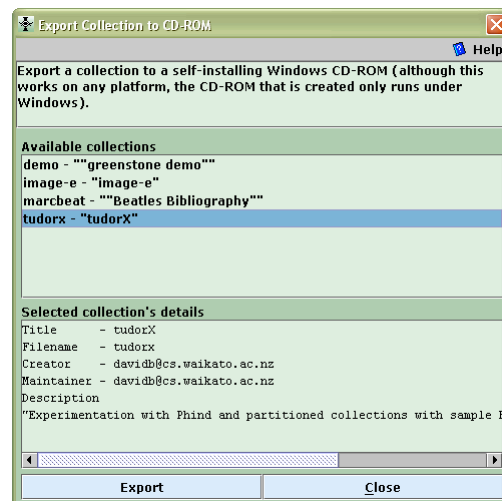 Export Collection to CD-ROM
Help
Export a collection to a self-installing Windows CD-ROM (although this
works on any platform, the CD-ROM that is created only runs under
Windows).
Available collections
demo - ""greenstone demo""
image-e - "image-e"
marcbeat - ""Beatles Bibliography""
tudorx - "tudorX"
Selected collection's details
Title - tudorX
Filename - tudorx
Creator - davidb@cs.waikato.ac.nz
Maintainer - davidb@cs.waikato.ac.nz
Description
"Experimentation with Phind and partitioned collections with sample
Export
Close